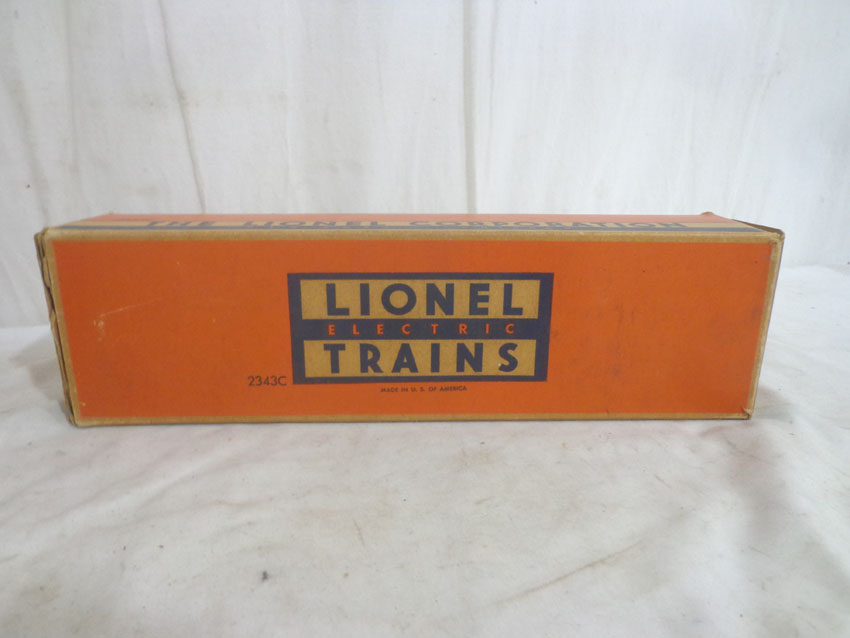 THE LIONEL CORPORATION
LIONEL
ELECTRIC
TRAINS
2343C
MADE IN U. S. OF AMERICA